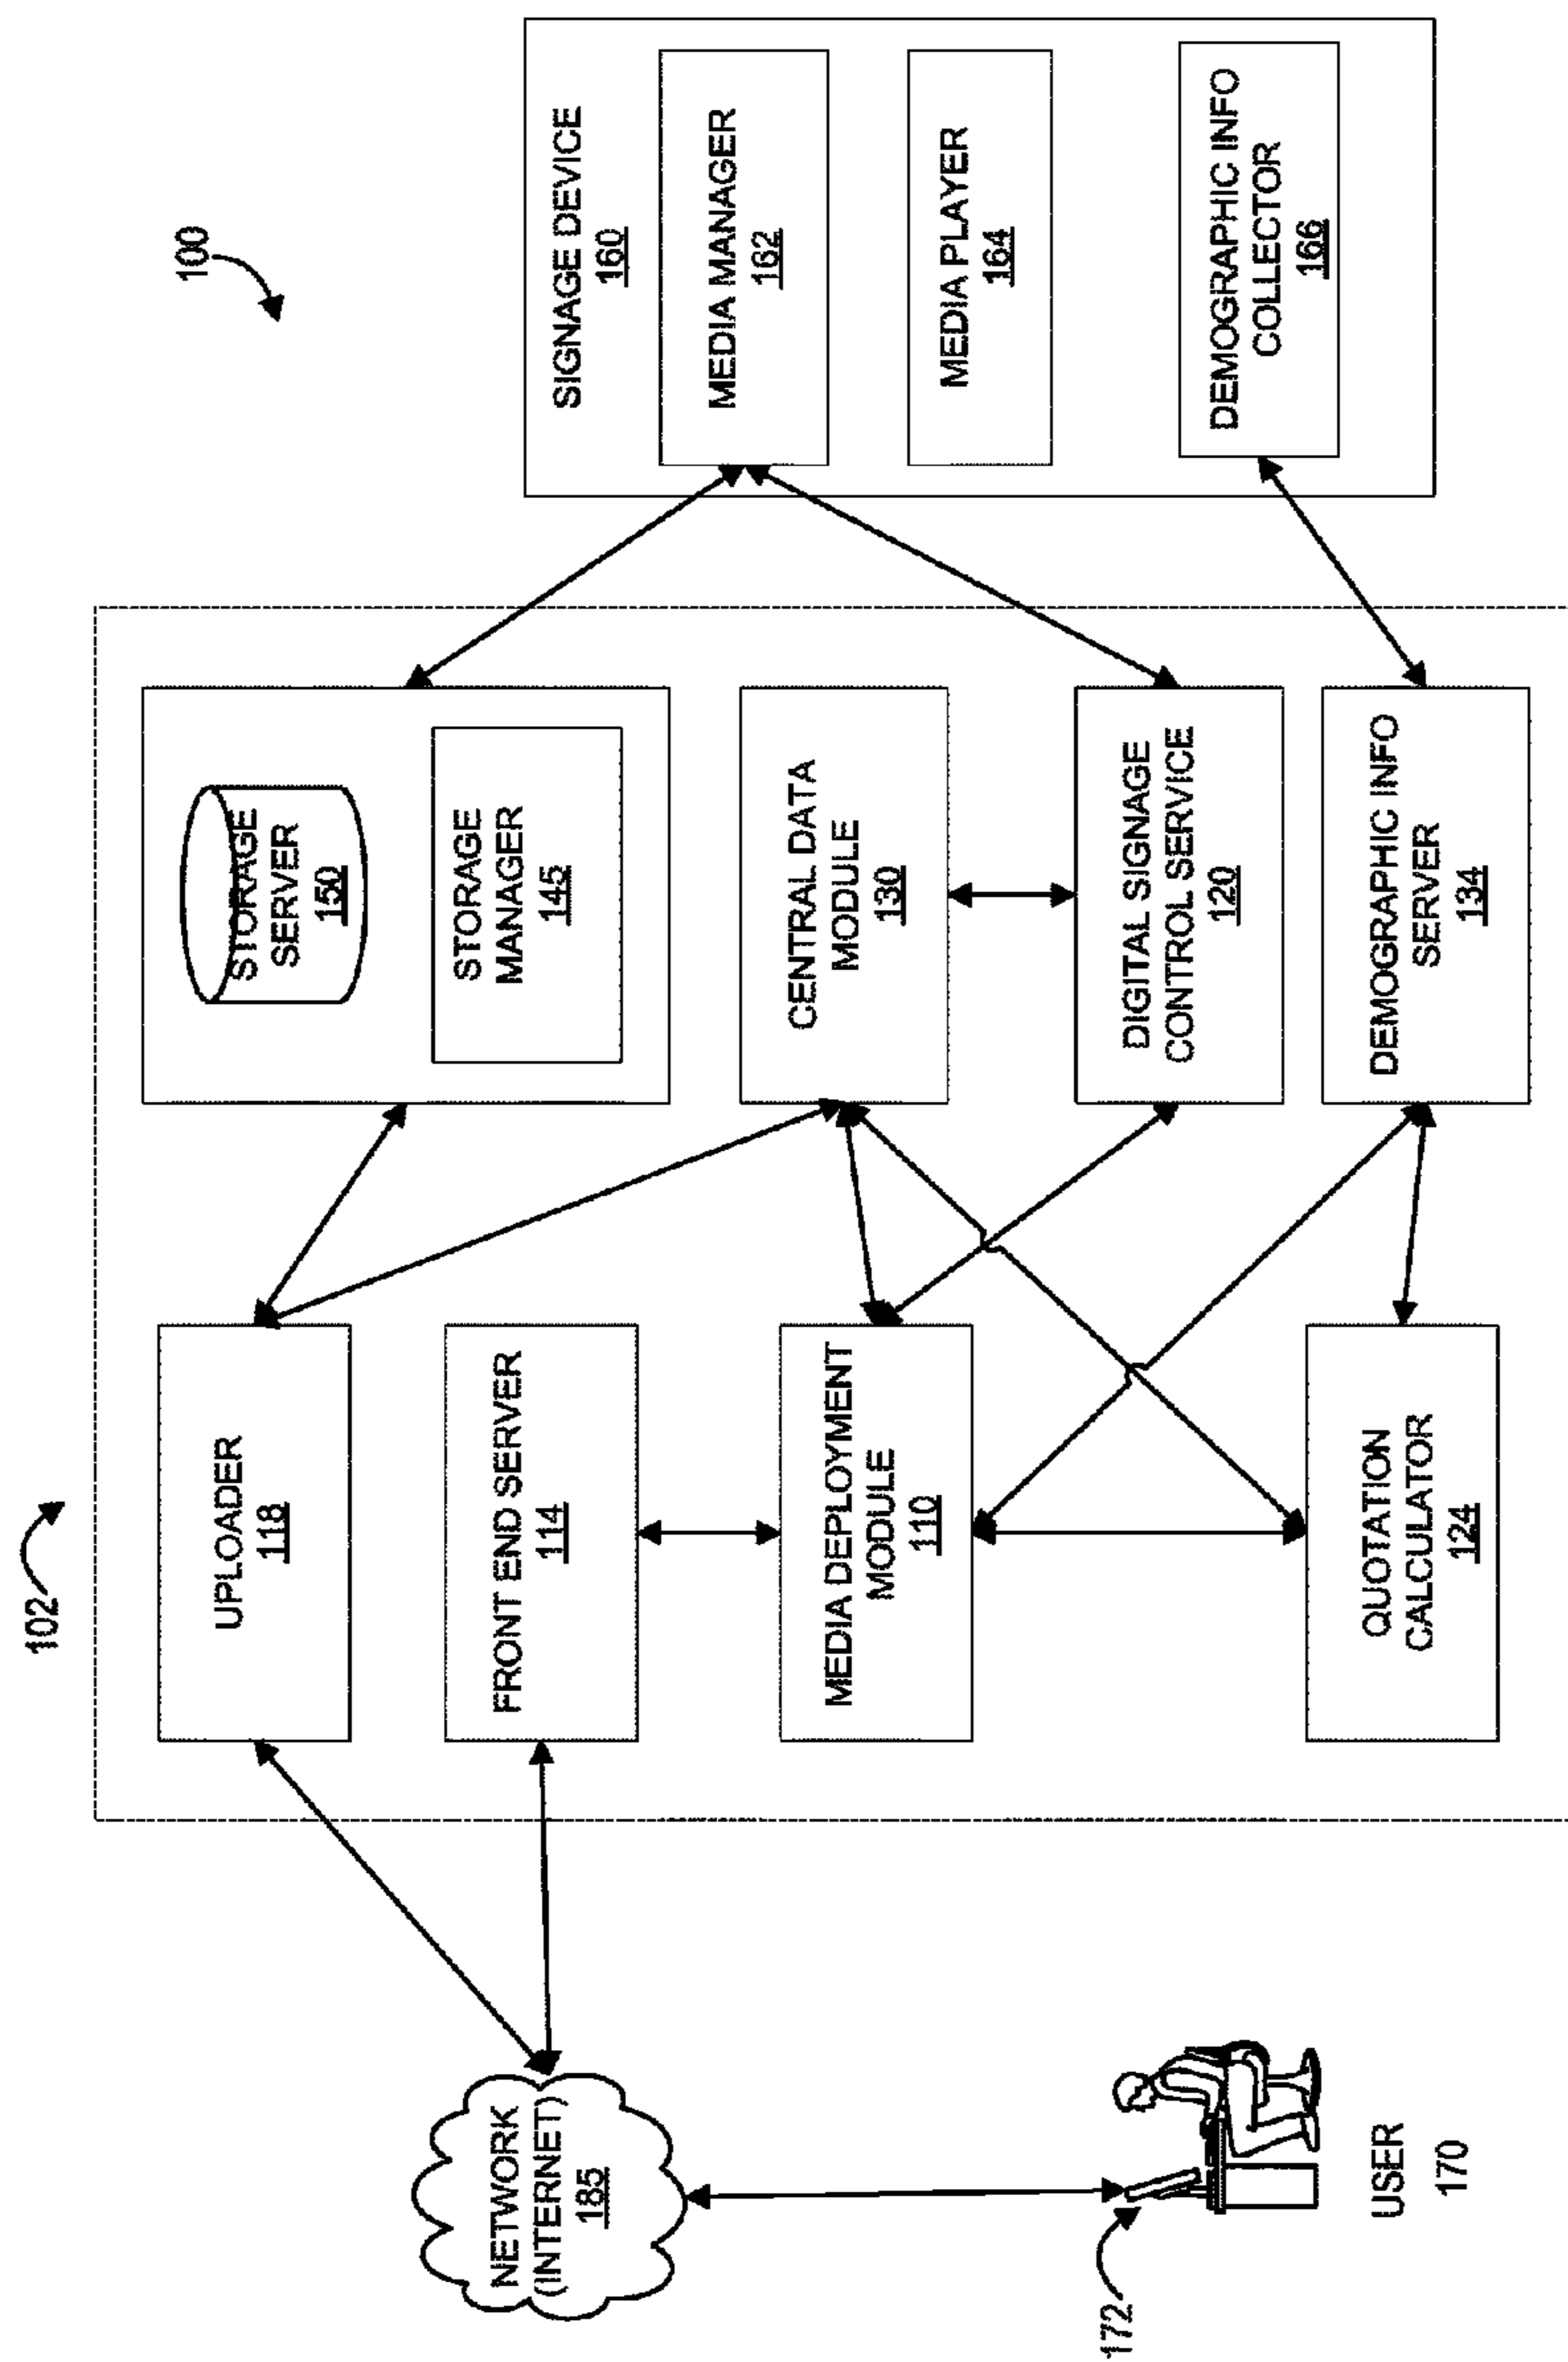 100
102
SIGNAGE DEVICE
160
MEDIA MANAGER
162
MEDIA PLAYER
164
DEMOGRAPHIC INFO
COLLECTOR
166
STORAGE
SERVER
150
STORAGE
MANAGER
145
CENTRAL DATA
MODULE
130
DIGITAL SIGNAGE
CONTROL SERVICE
120
DEMOGRAPHIC INFO
SERVER
134
UPLOADER
118
FRONT END SERVER
114
MEDIA DEPLOYMENT
MODULE
110
QUOTATION
CALCULATOR
124
NETWORK
(INTERNET)
185
172
USER
170